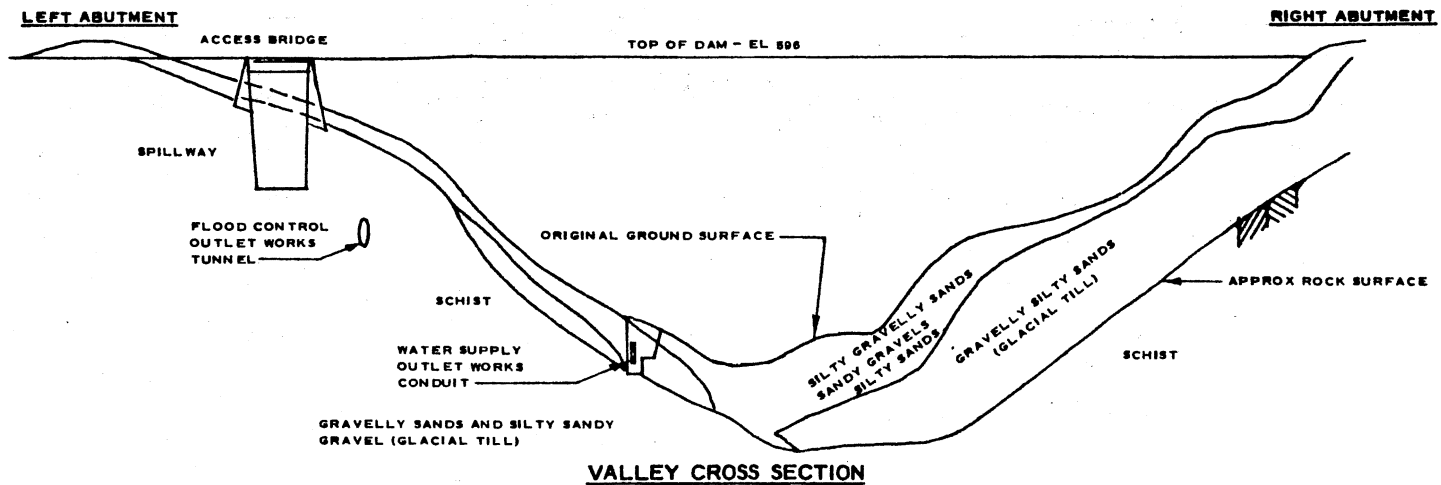 LEFT ABUTMENT
RIGHT ABUTMENT
ACCESS BRIDGE
TOP OF DAM - EL 596
SPILLWAY
FLOOD CONTROL
OUTLET WORKS
TUNNEL
ORIGINAL GROUND SURFACE
SCHIST
WATER SUPPLY
OUTLET WORKS
CONDUIT
GRAVELLY SANDS AND SILTY SANDY
GRAVEL (GLACIAL TILL)
SILTY GRAVELLY SANDS
SANDY GRAVELS
SILTY SANDS
GRAVELLY SILTY SANDS
(GLACIAL TILL)
APPROX ROCK SURFACE
SCHIST
VALLEY CROSS SECTION